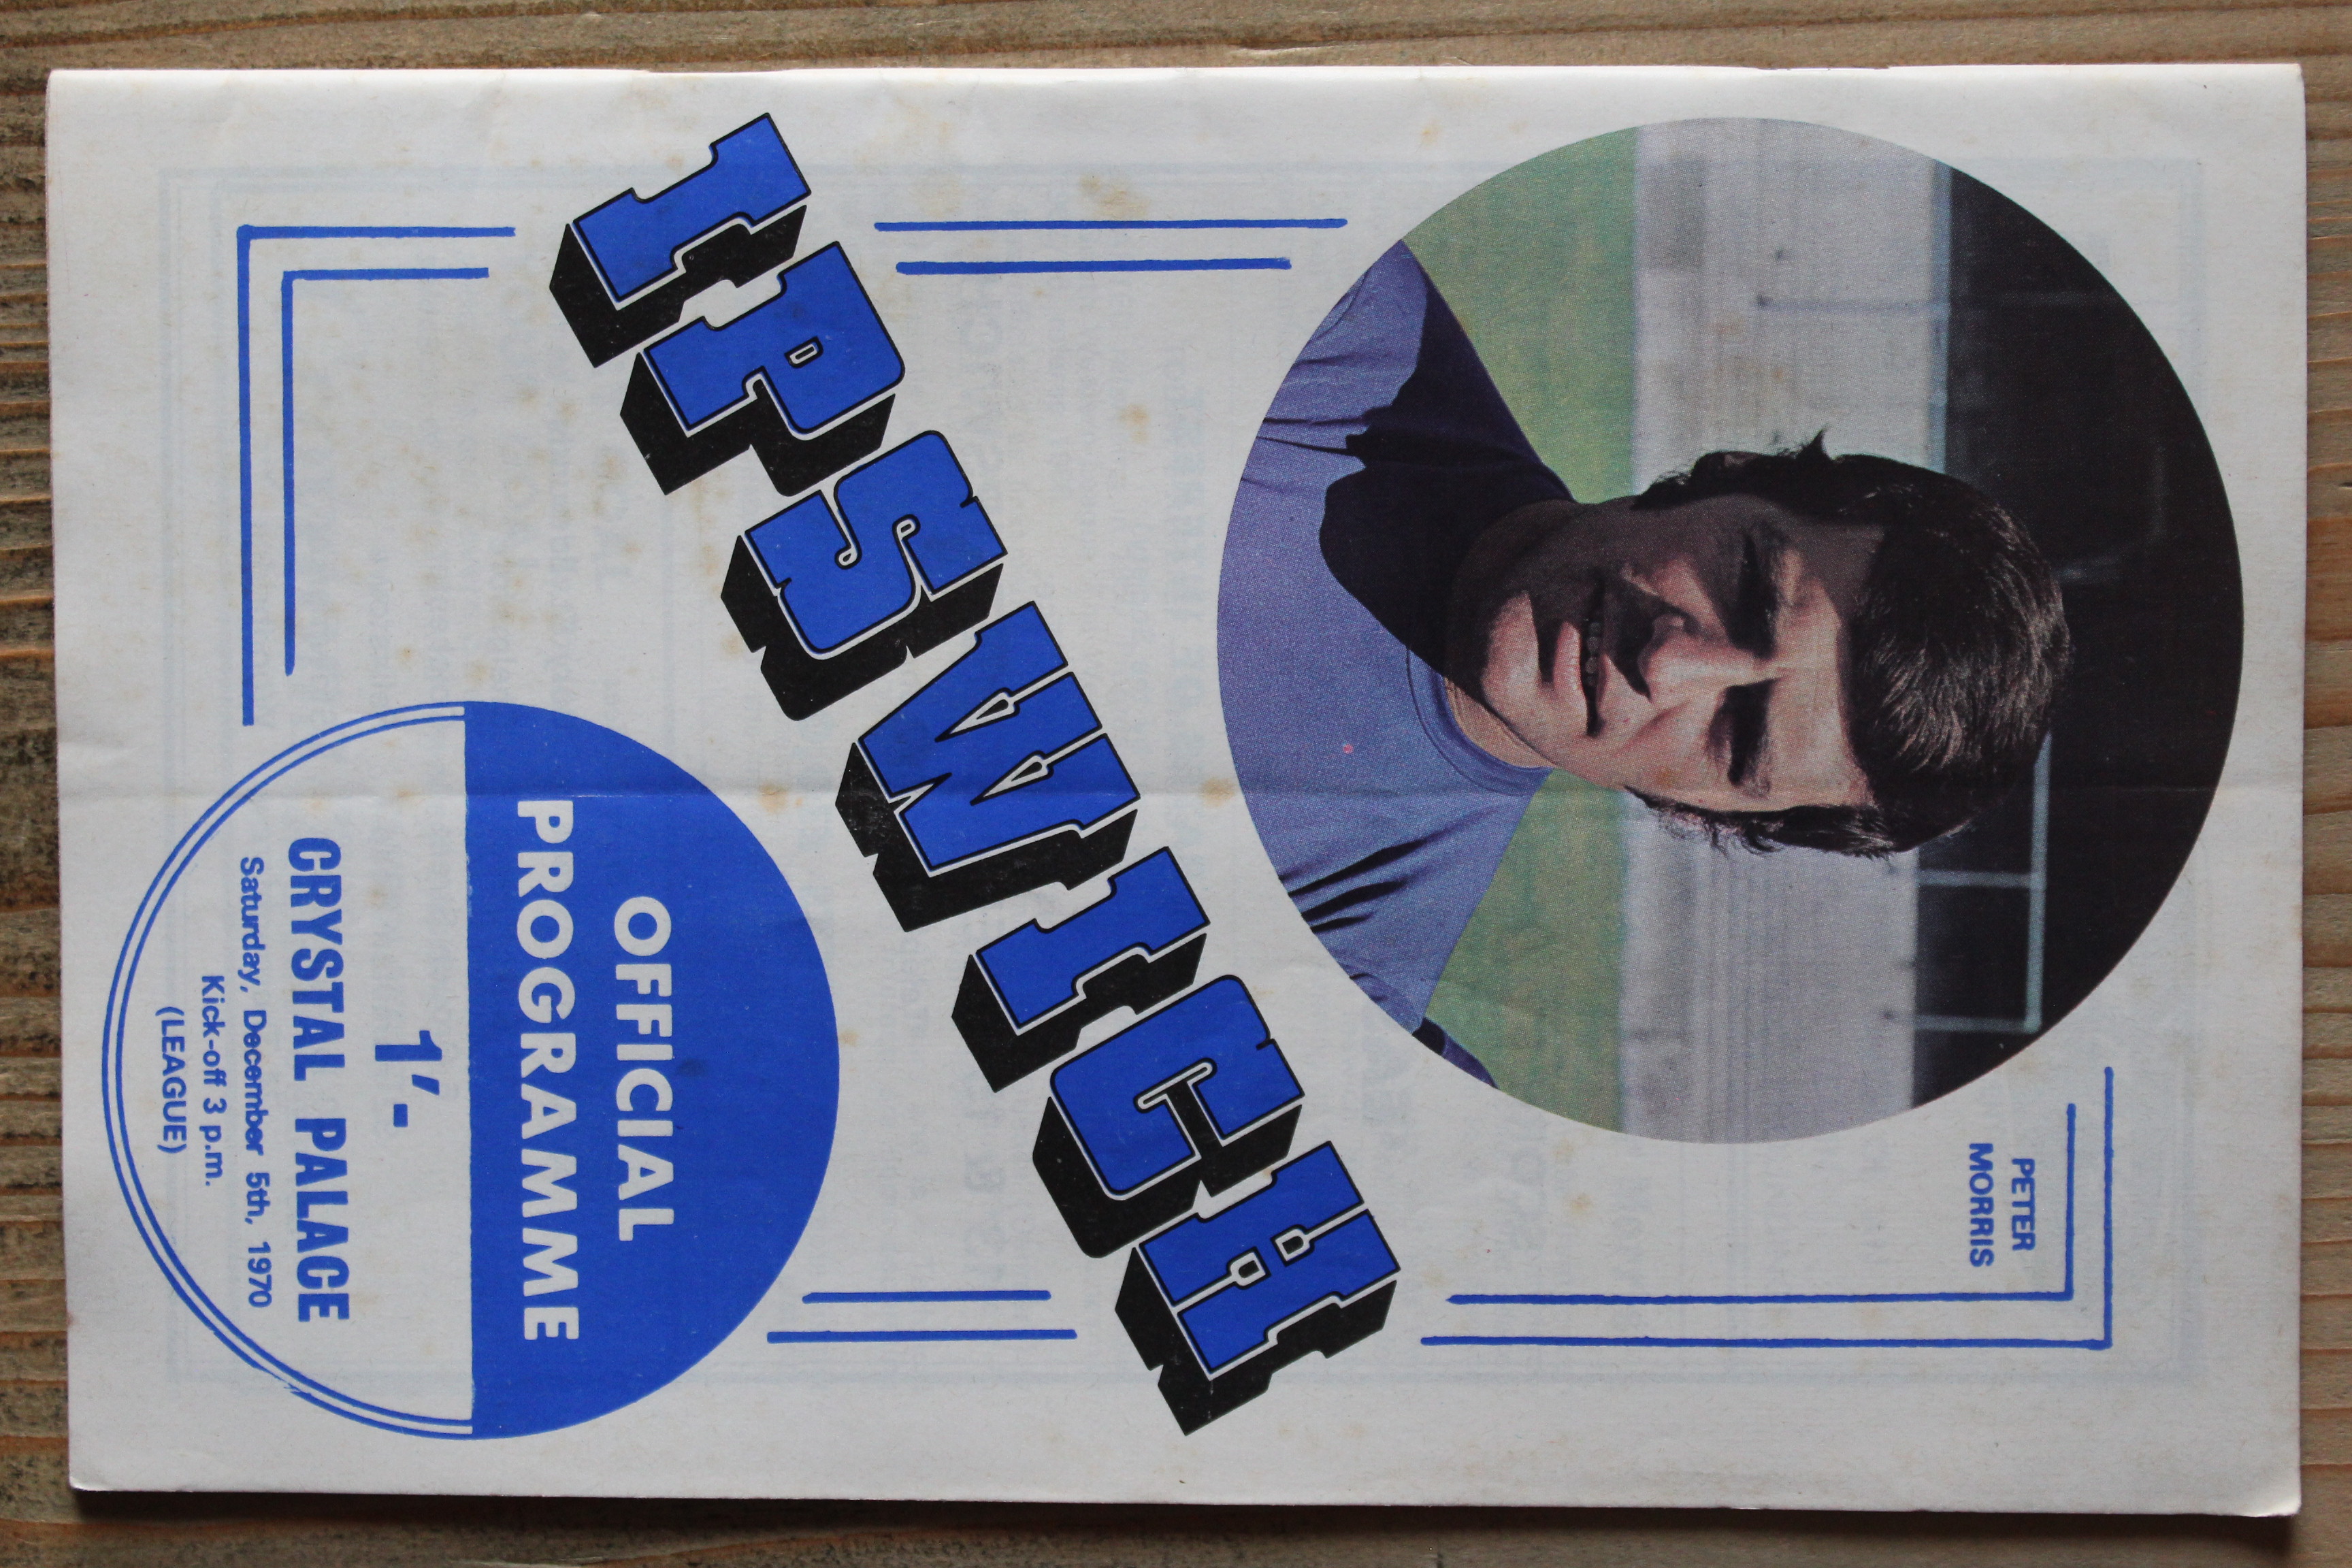 PETER
MORRIS
IPSWICH
OFFICIAL
PROGRAMME
1'-
CRYSTAL PALACE
Saturday, December 5th, 1970
Kick-off 3 p.m.
(LEAGUE)